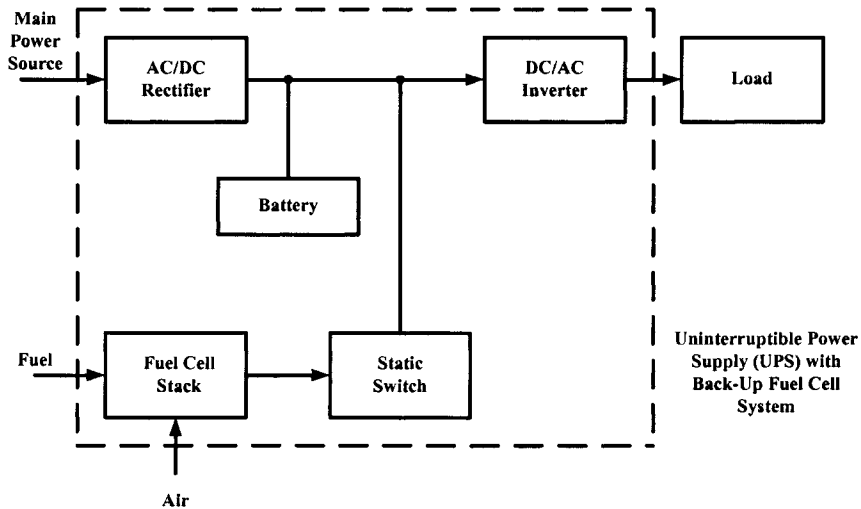 Main
Power
Source
AC/DC
Rectifier
DC/AC
Inverter
Load
Battery
Fuel
Fuel Cell
Stack
Static
Switch
Uninterruptible Power
Supply (UPS) with
Back-Up Fuel Cell
System
Air